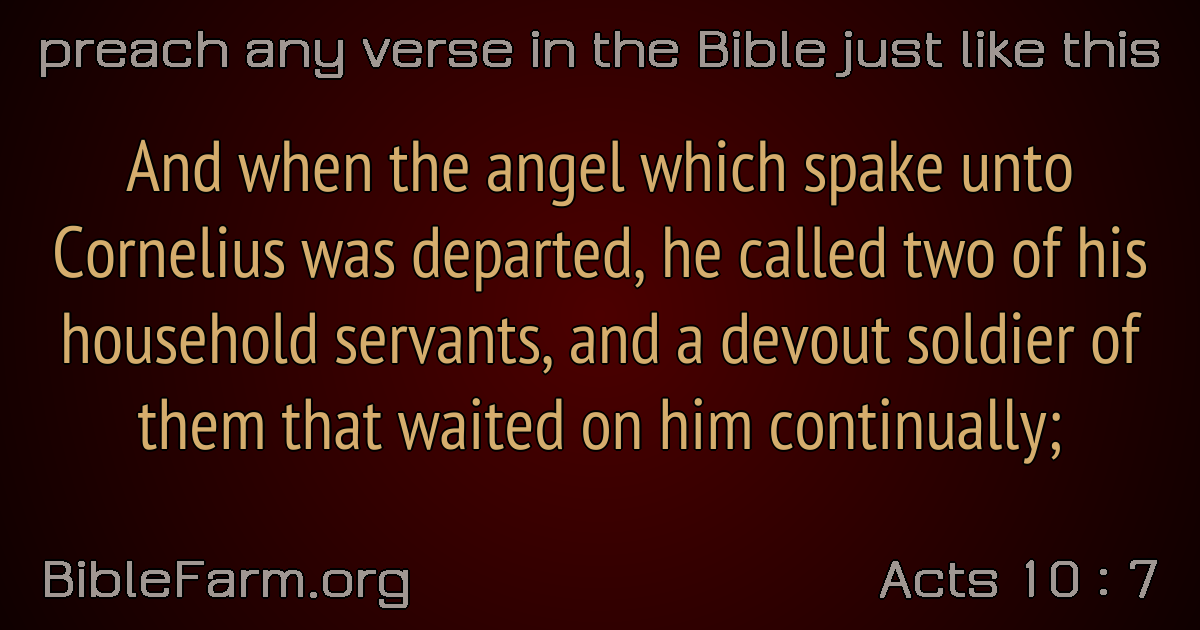 preach any verse in the Bible just like this
And when the angel which spake unto
Cornelius was departed, he called two of his
household servants, and a devout soldier of
them that waited on him continually;
BibleFarm.org
Acts 10 : 7